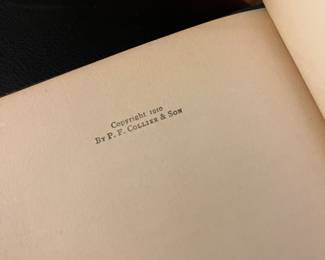 Copyright 1910
By P. F. Collier & Son